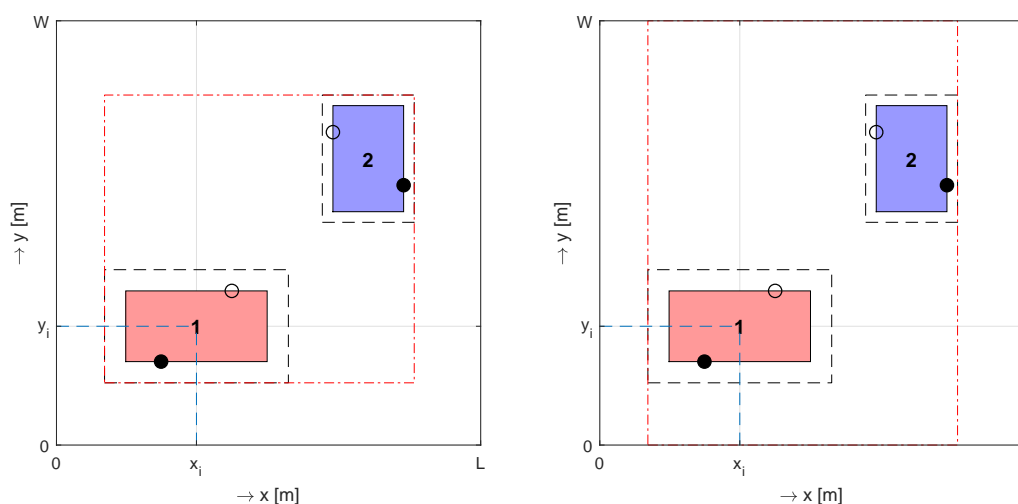 W
2
→ y [m]
1
y_i
0
0
x_i
L
→ x [m]
W
2
→ y [m]
1
y_i
0
0
x_i
→ x [m]